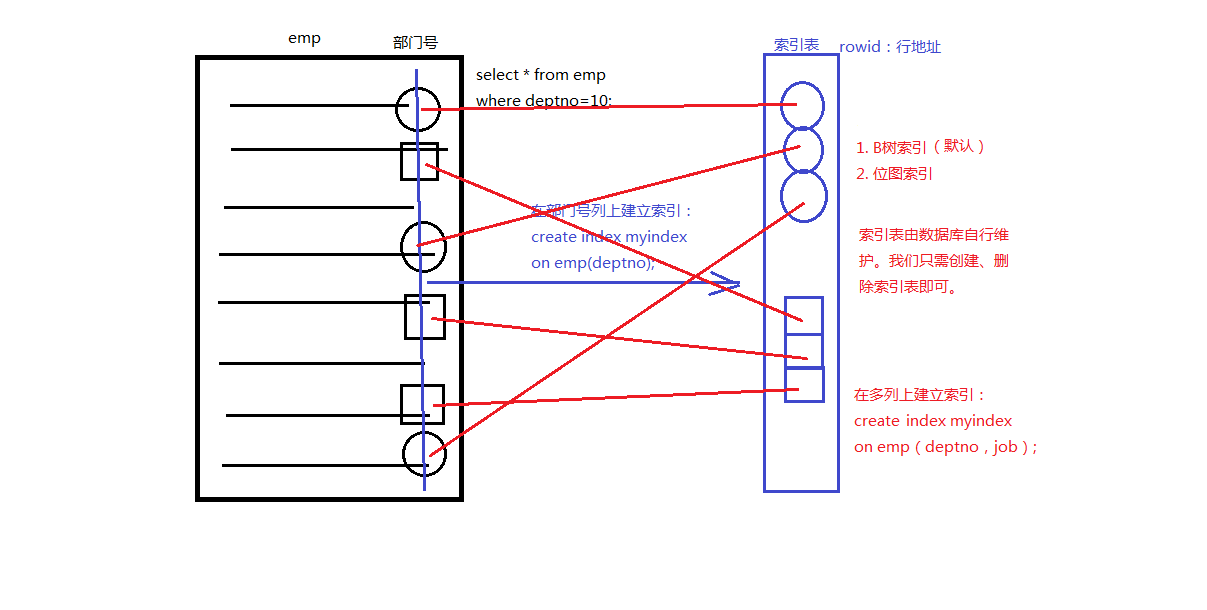 emp
部门号
select * from emp
where deptno=10;
在部门号列上建立索引：
create index myindex
on emp(deptno);
索引表
rowid：行地址
1. B树索引（默认）
2. 位图索引
索引表由数据库自行维
护。我们只需创建、删
除索引表即可。
在多列上建立索引：
create index myindex
on emp（deptno，job）;